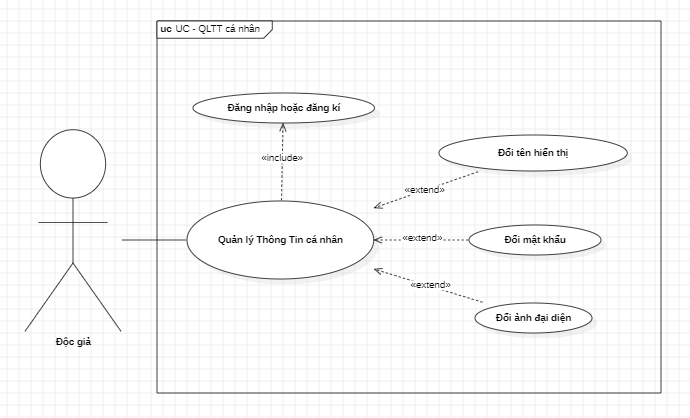 uc UC - QLTT cá nhân
Đăng nhập hoặc đăng kí
Đổi tên hiển thị
«include»
«extend»
Quản lý Thông Tin cá nhân
«extend»
Đổi mật khẩu
«extend»
Đổi ảnh đại diện
Độc giả